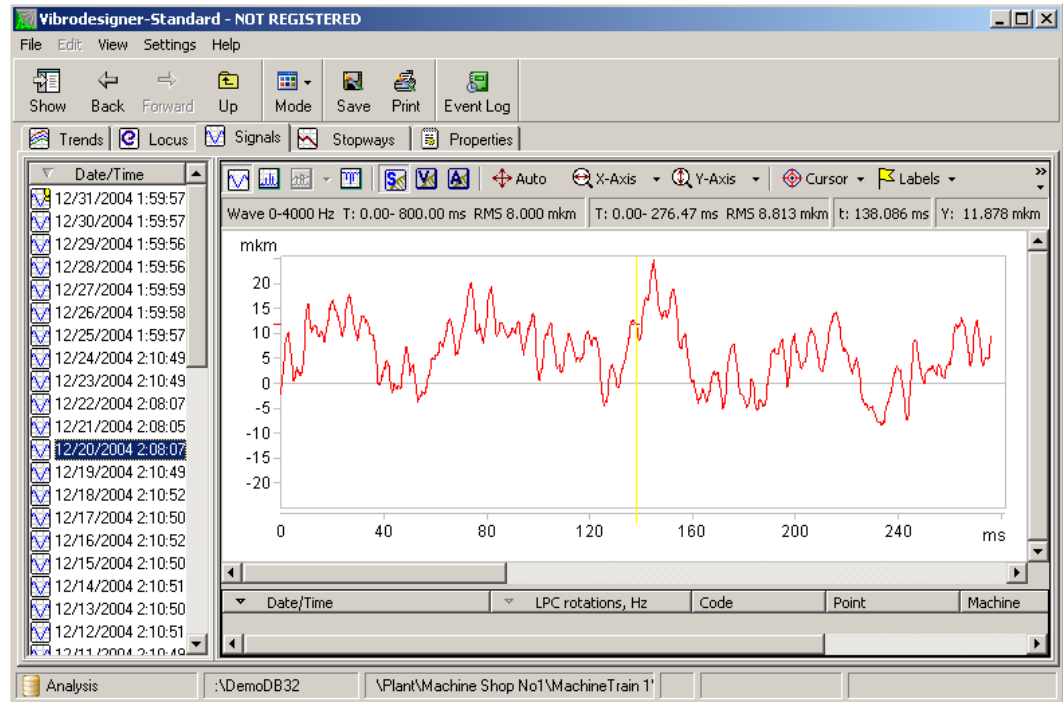 Vibrodesigner-Standard - NOT REGISTERED
File Edit View Settings Help
Show Back Forward Up Mode Save Print Event Log
Trends Locus Signals Stopways Properties
Date/Time
12/31/2004 1:59:57
12/30/2004 1:59:57
12/29/2004 1:59:56
12/28/2004 1:59:56
12/27/2004 1:59:59
12/26/2004 1:59:58
12/25/2004 1:59:57
12/24/2004 2:10:49
12/23/2004 2:10:49
12/22/2004 2:08:07
12/21/2004 2:08:05
12/20/2004 2:08:07
12/19/2004 2:10:49
12/18/2004 2:10:52
12/17/2004 2:10:50
12/16/2004 2:10:52
12/15/2004 2:10:50
12/14/2004 2:10:51
12/13/2004 2:10:50
12/12/2004 2:10:51
12/11/2004 2:10:49
S V A Auto X-Axis Y-Axis Cursor Labels »
Wave 0-4000 Hz T: 0.00- 800.00 ms RMS 8.000 mkm T: 0.00- 276.47 ms RMS 8.813 mkm t: 138.086 ms Y: 11.878 mkm
mkm
20
15
10
5
0
-5
-10
-15
-20
0 40 80 120 160 200 240 ms
Date/Time LPC rotations, Hz Code Point Machine
Analysis :\DemoDB32 \Plant\Machine Shop No1\MachineTrain 1'